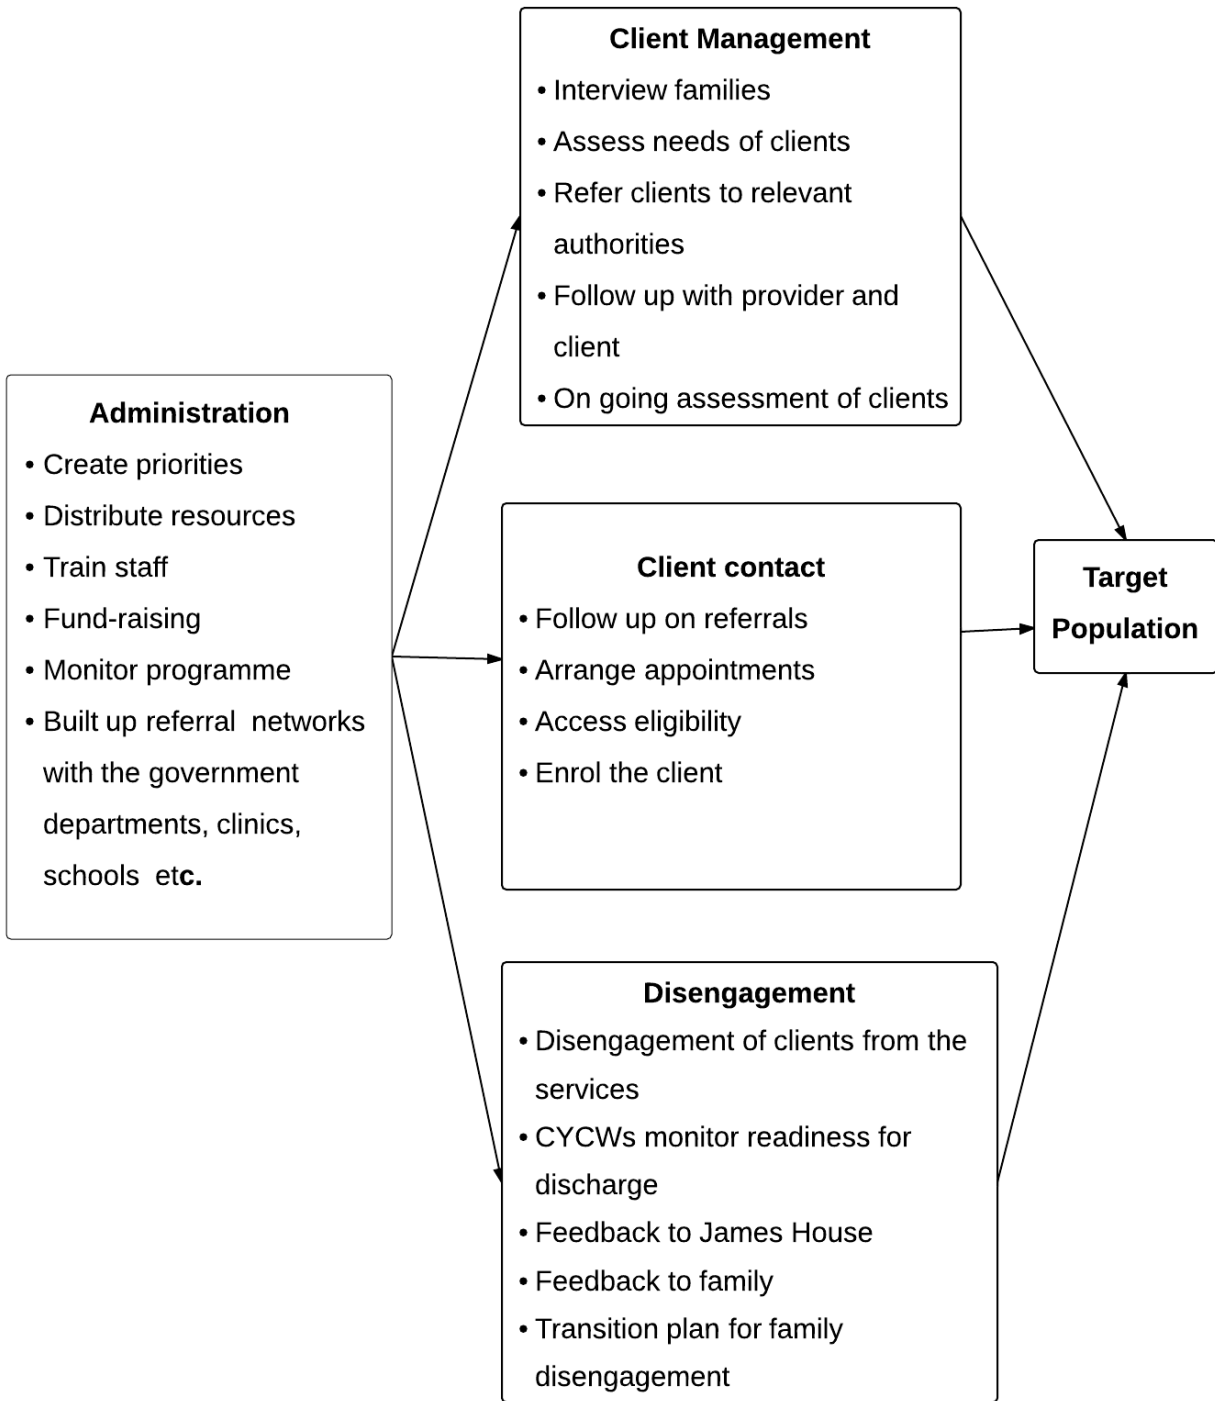 Client Management
• Interview families
• Assess needs of clients
• Refer clients to relevant
authorities
• Follow up with provider and
client
• On going assessment of clients
Administration
• Create priorities
• Distribute resources
• Train staff
• Fund-raising
• Monitor programme
• Built up referral  networks
with the government
departments, clinics,
schools  etc.
Client contact
• Follow up on referrals
• Arrange appointments
• Access eligibility
• Enrol the client
Target
Population
Disengagement
• Disengagement of clients from the
services
• CYCWs monitor readiness for
discharge
• Feedback to James House
• Feedback to family
• Transition plan for family
disengagement